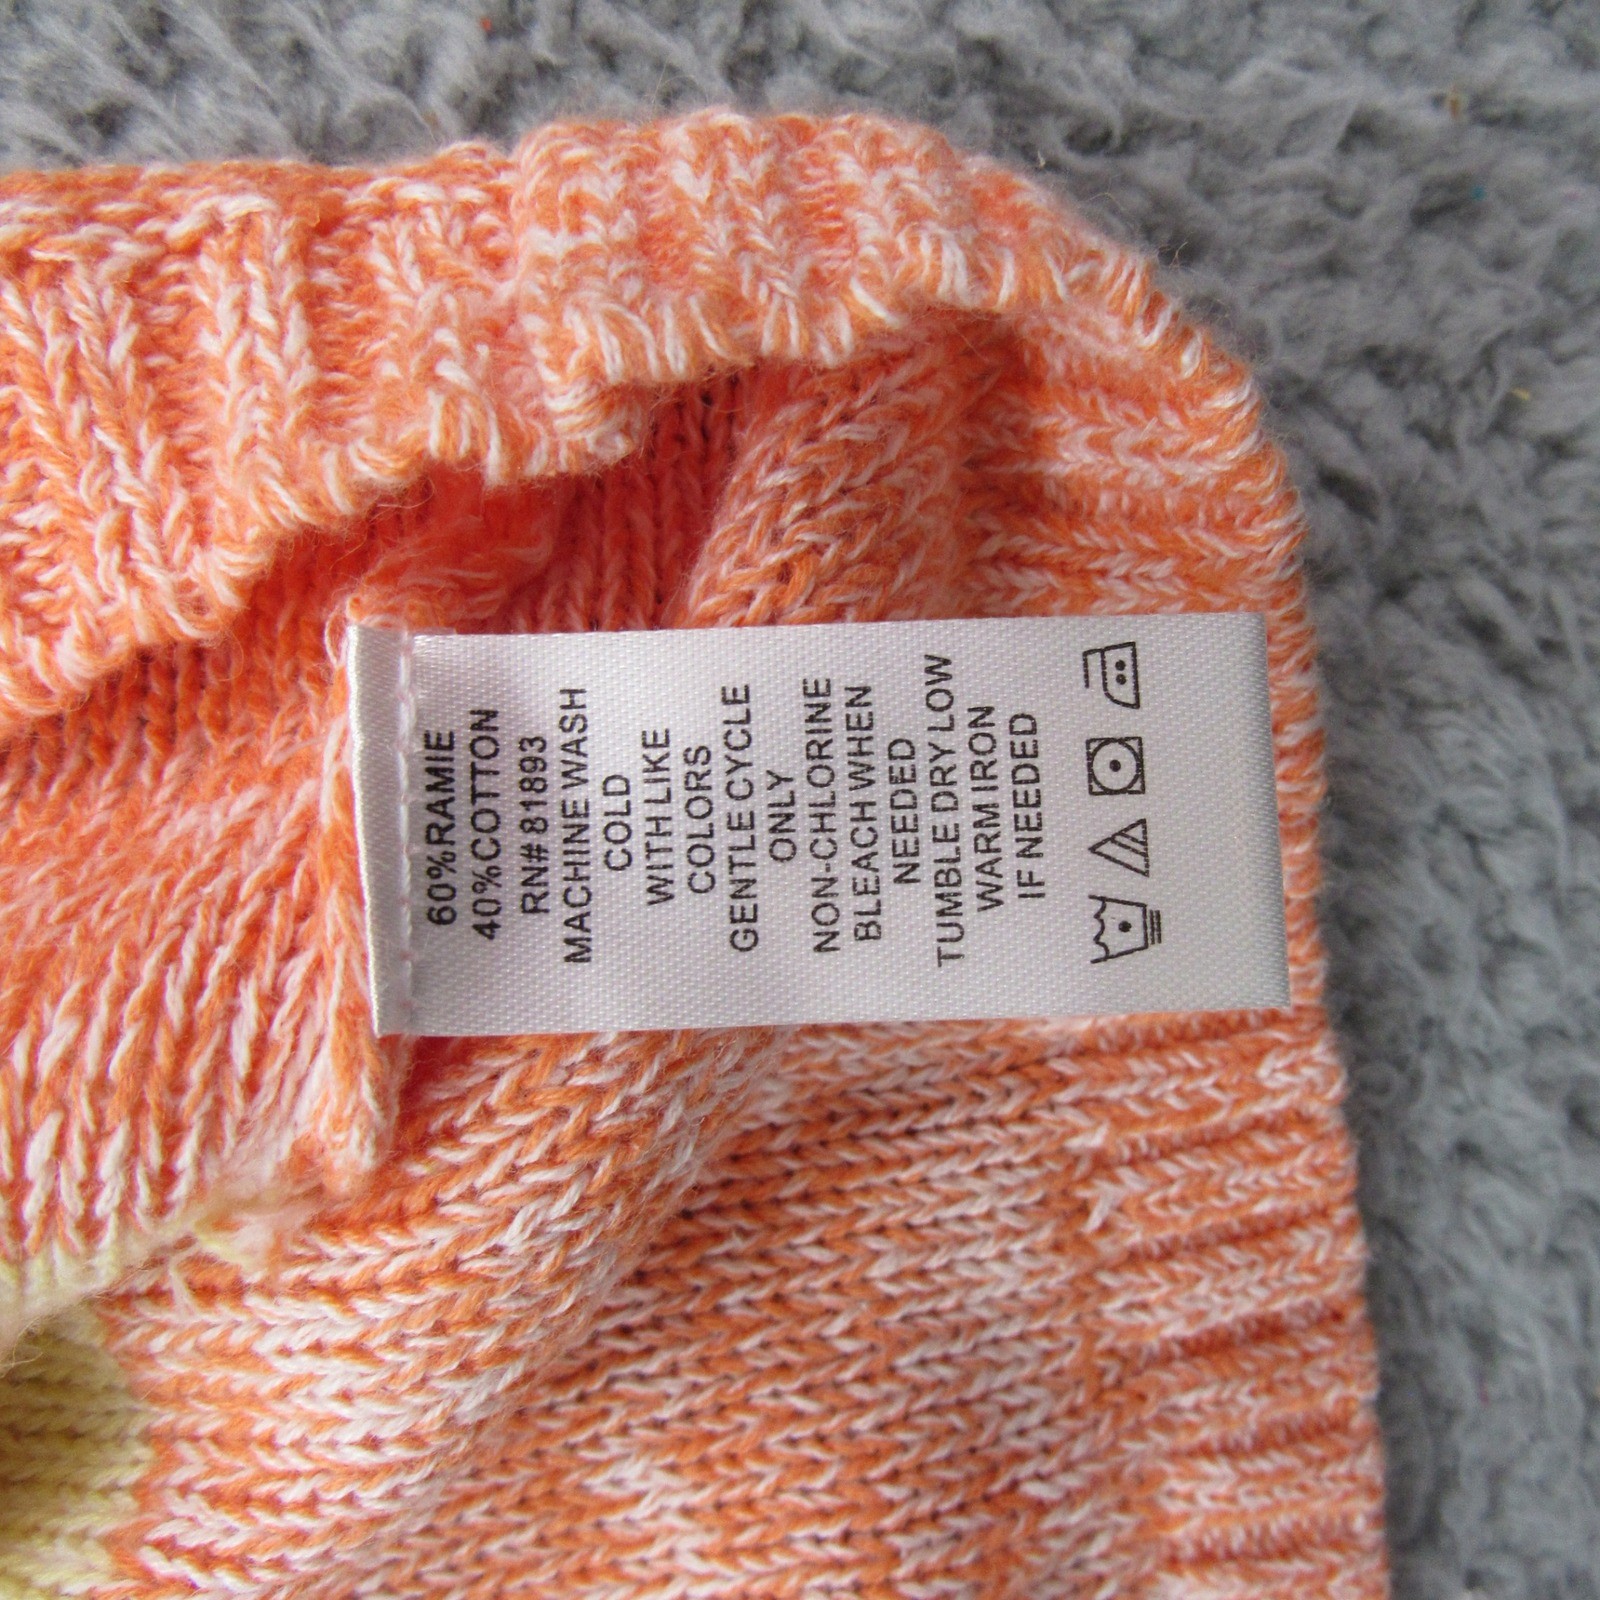 60%RAMIE
40%COTTON
RN# 81893
MACHINE WASH
COLD
WITH LIKE
COLORS
GENTLE CYCLE
ONLY
NON-CHLORINE
BLEACH WHEN
NEEDED
TUMBLE DRY LOW
WARM IRON
IF NEEDED